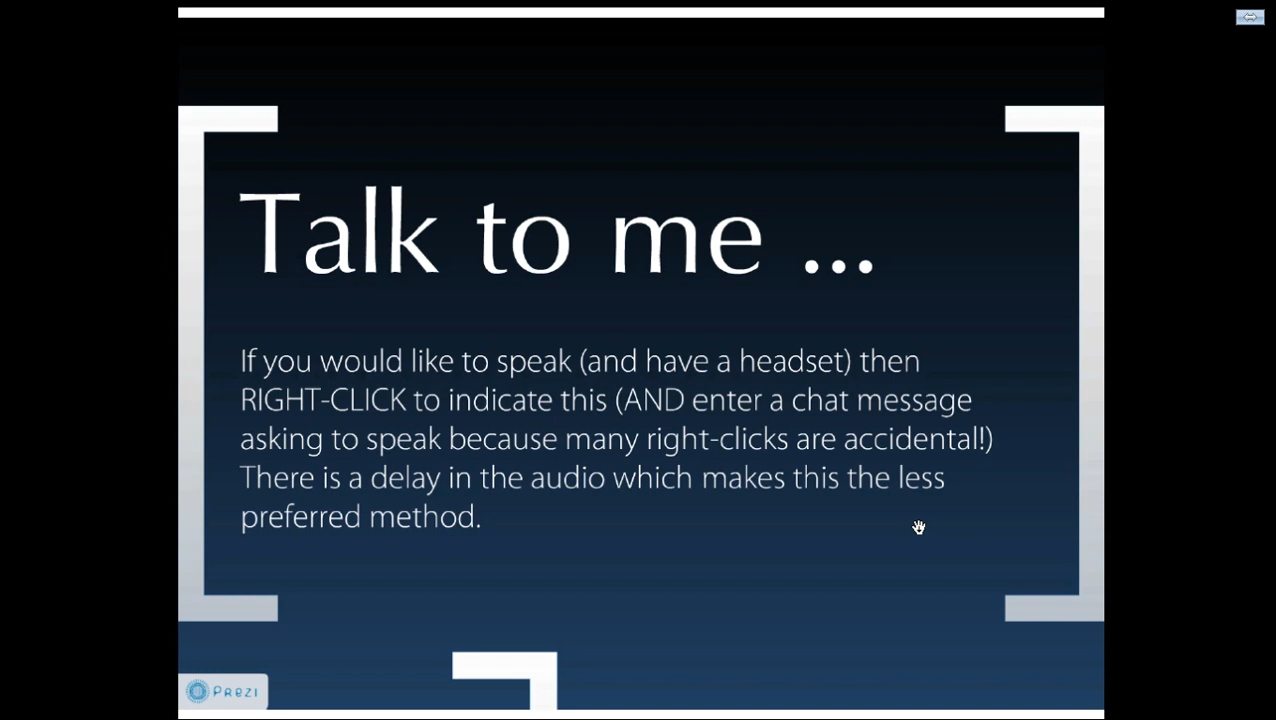 Talk to me ...
If you would like to speak (and have a headset) then
RIGHT-CLICK to indicate this (AND enter a chat message
asking to speak because many right-clicks are accidental!)
There is a delay in the audio which makes this the less
preferred method.
Prezi